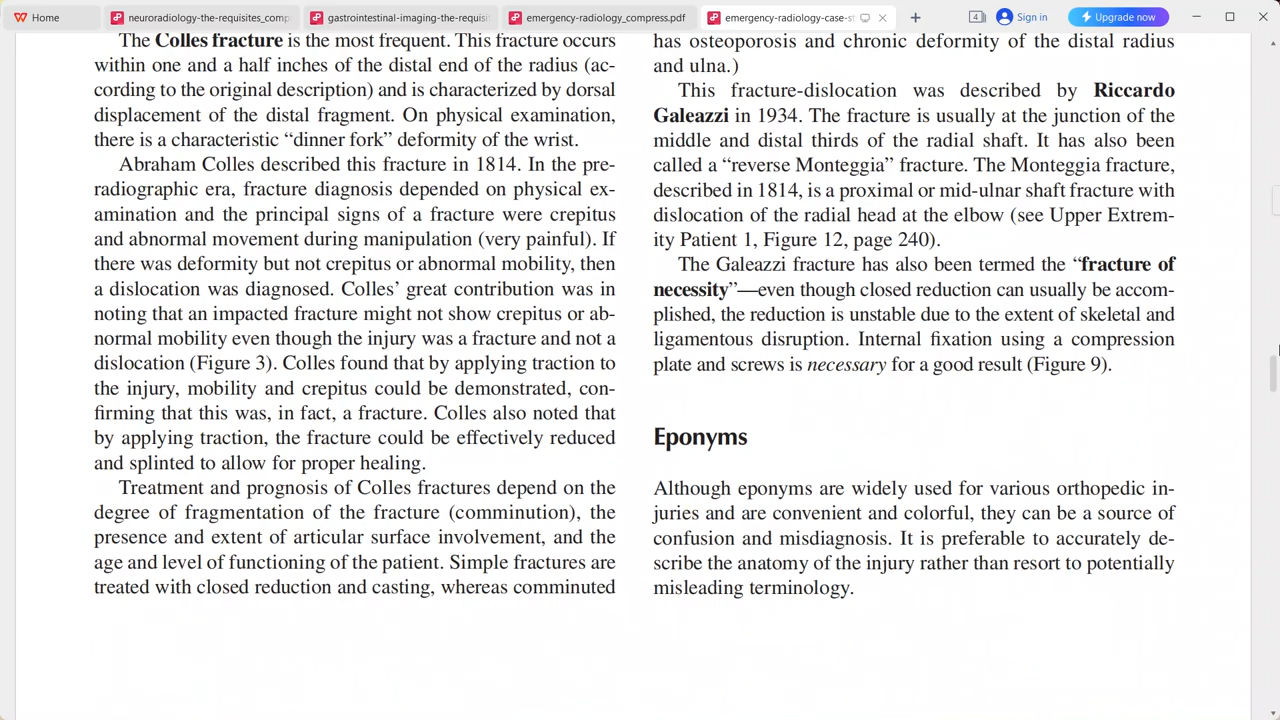 Home
neuroradiology-the-requisites_comp
gastrointestinal-imaging-the-requisit
emergency-radiology_compress.pdf
emergency-radiology-case-st
4
Sign in
Upgrade now
The Colles fracture is the most frequent. This fracture occurs
within one and a half inches of the distal end of the radius (ac-
cording to the original description) and is characterized by dorsal
displacement of the distal fragment. On physical examination,
there is a characteristic “dinner fork” deformity of the wrist.
Abraham Colles described this fracture in 1814. In the pre-
radiographic era, fracture diagnosis depended on physical ex-
amination and the principal signs of a fracture were crepitus
and abnormal movement during manipulation (very painful). If
there was deformity but not crepitus or abnormal mobility, then
a dislocation was diagnosed. Colles’ great contribution was in
noting that an impacted fracture might not show crepitus or ab-
normal mobility even though the injury was a fracture and not a
dislocation (Figure 3). Colles found that by applying traction to
the injury, mobility and crepitus could be demonstrated, con-
firming that this was, in fact, a fracture. Colles also noted that
by applying traction, the fracture could be effectively reduced
and splinted to allow for proper healing.
Treatment and prognosis of Colles fractures depend on the
degree of fragmentation of the fracture (comminution), the
presence and extent of articular surface involvement, and the
age and level of functioning of the patient. Simple fractures are
treated with closed reduction and casting, whereas comminuted
has osteoporosis and chronic deformity of the distal radius
and ulna.)
This fracture-dislocation was described by Riccardo
Galeazzi in 1934. The fracture is usually at the junction of the
middle and distal thirds of the radial shaft. It has also been
called a “reverse Monteggia” fracture. The Monteggia fracture,
described in 1814, is a proximal or mid-ulnar shaft fracture with
dislocation of the radial head at the elbow (see Upper Extrem-
ity Patient 1, Figure 12, page 240).
The Galeazzi fracture has also been termed the “fracture of
necessity”—even though closed reduction can usually be accom-
plished, the reduction is unstable due to the extent of skeletal and
ligamentous disruption. Internal fixation using a compression
plate and screws is necessary for a good result (Figure 9).
Eponyms
Although eponyms are widely used for various orthopedic in-
juries and are convenient and colorful, they can be a source of
confusion and misdiagnosis. It is preferable to accurately de-
scribe the anatomy of the injury rather than resort to potentially
misleading terminology.